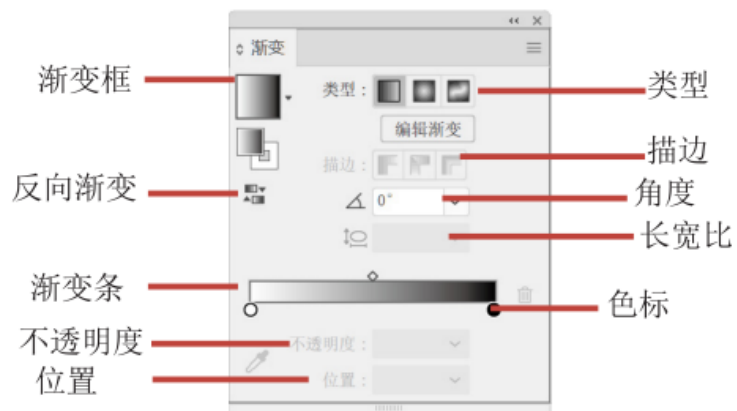 渐变
渐变框
类型：
类型
编辑渐变
描边：
描边
反向渐变
0°
角度
长宽比
渐变条
色标
不透明度
不透明度：
位置
位置：